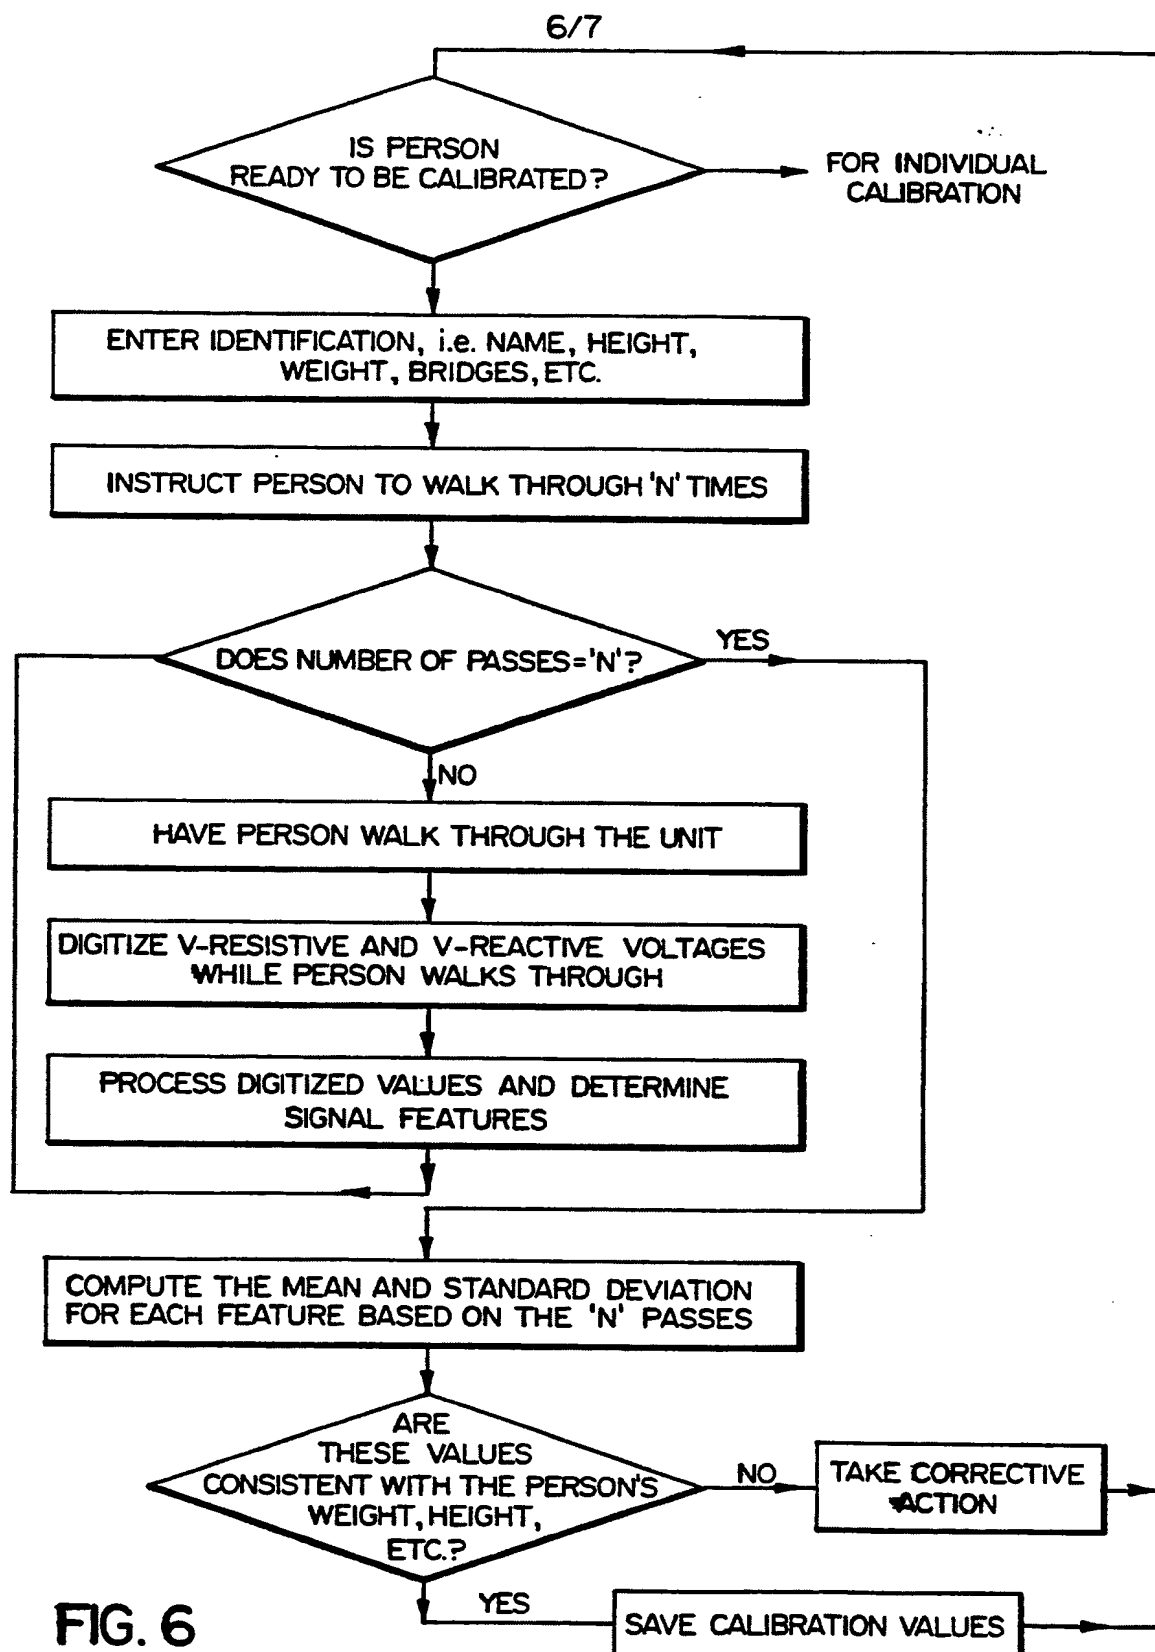 6/7
IS PERSON
READY TO BE CALIBRATED?
FOR INDIVIDUAL
CALIBRATION
ENTER IDENTIFICATION, i.e. NAME, HEIGHT,
WEIGHT, BRIDGES, ETC.
INSTRUCT PERSON TO WALK THROUGH 'N' TIMES
DOES NUMBER OF PASSES='N'?
YES
NO
HAVE PERSON WALK THROUGH THE UNIT
DIGITIZE V-RESISTIVE AND V-REACTIVE VOLTAGES
WHILE PERSON WALKS THROUGH
PROCESS DIGITIZED VALUES AND DETERMINE
SIGNAL FEATURES
COMPUTE THE MEAN AND STANDARD DEVIATION
FOR EACH FEATURE BASED ON THE 'N' PASSES
ARE
THESE VALUES
CONSISTENT WITH THE PERSON'S
WEIGHT, HEIGHT,
ETC.?
NO
TAKE CORRECTIVE
ACTION
YES
SAVE CALIBRATION VALUES
FIG. 6